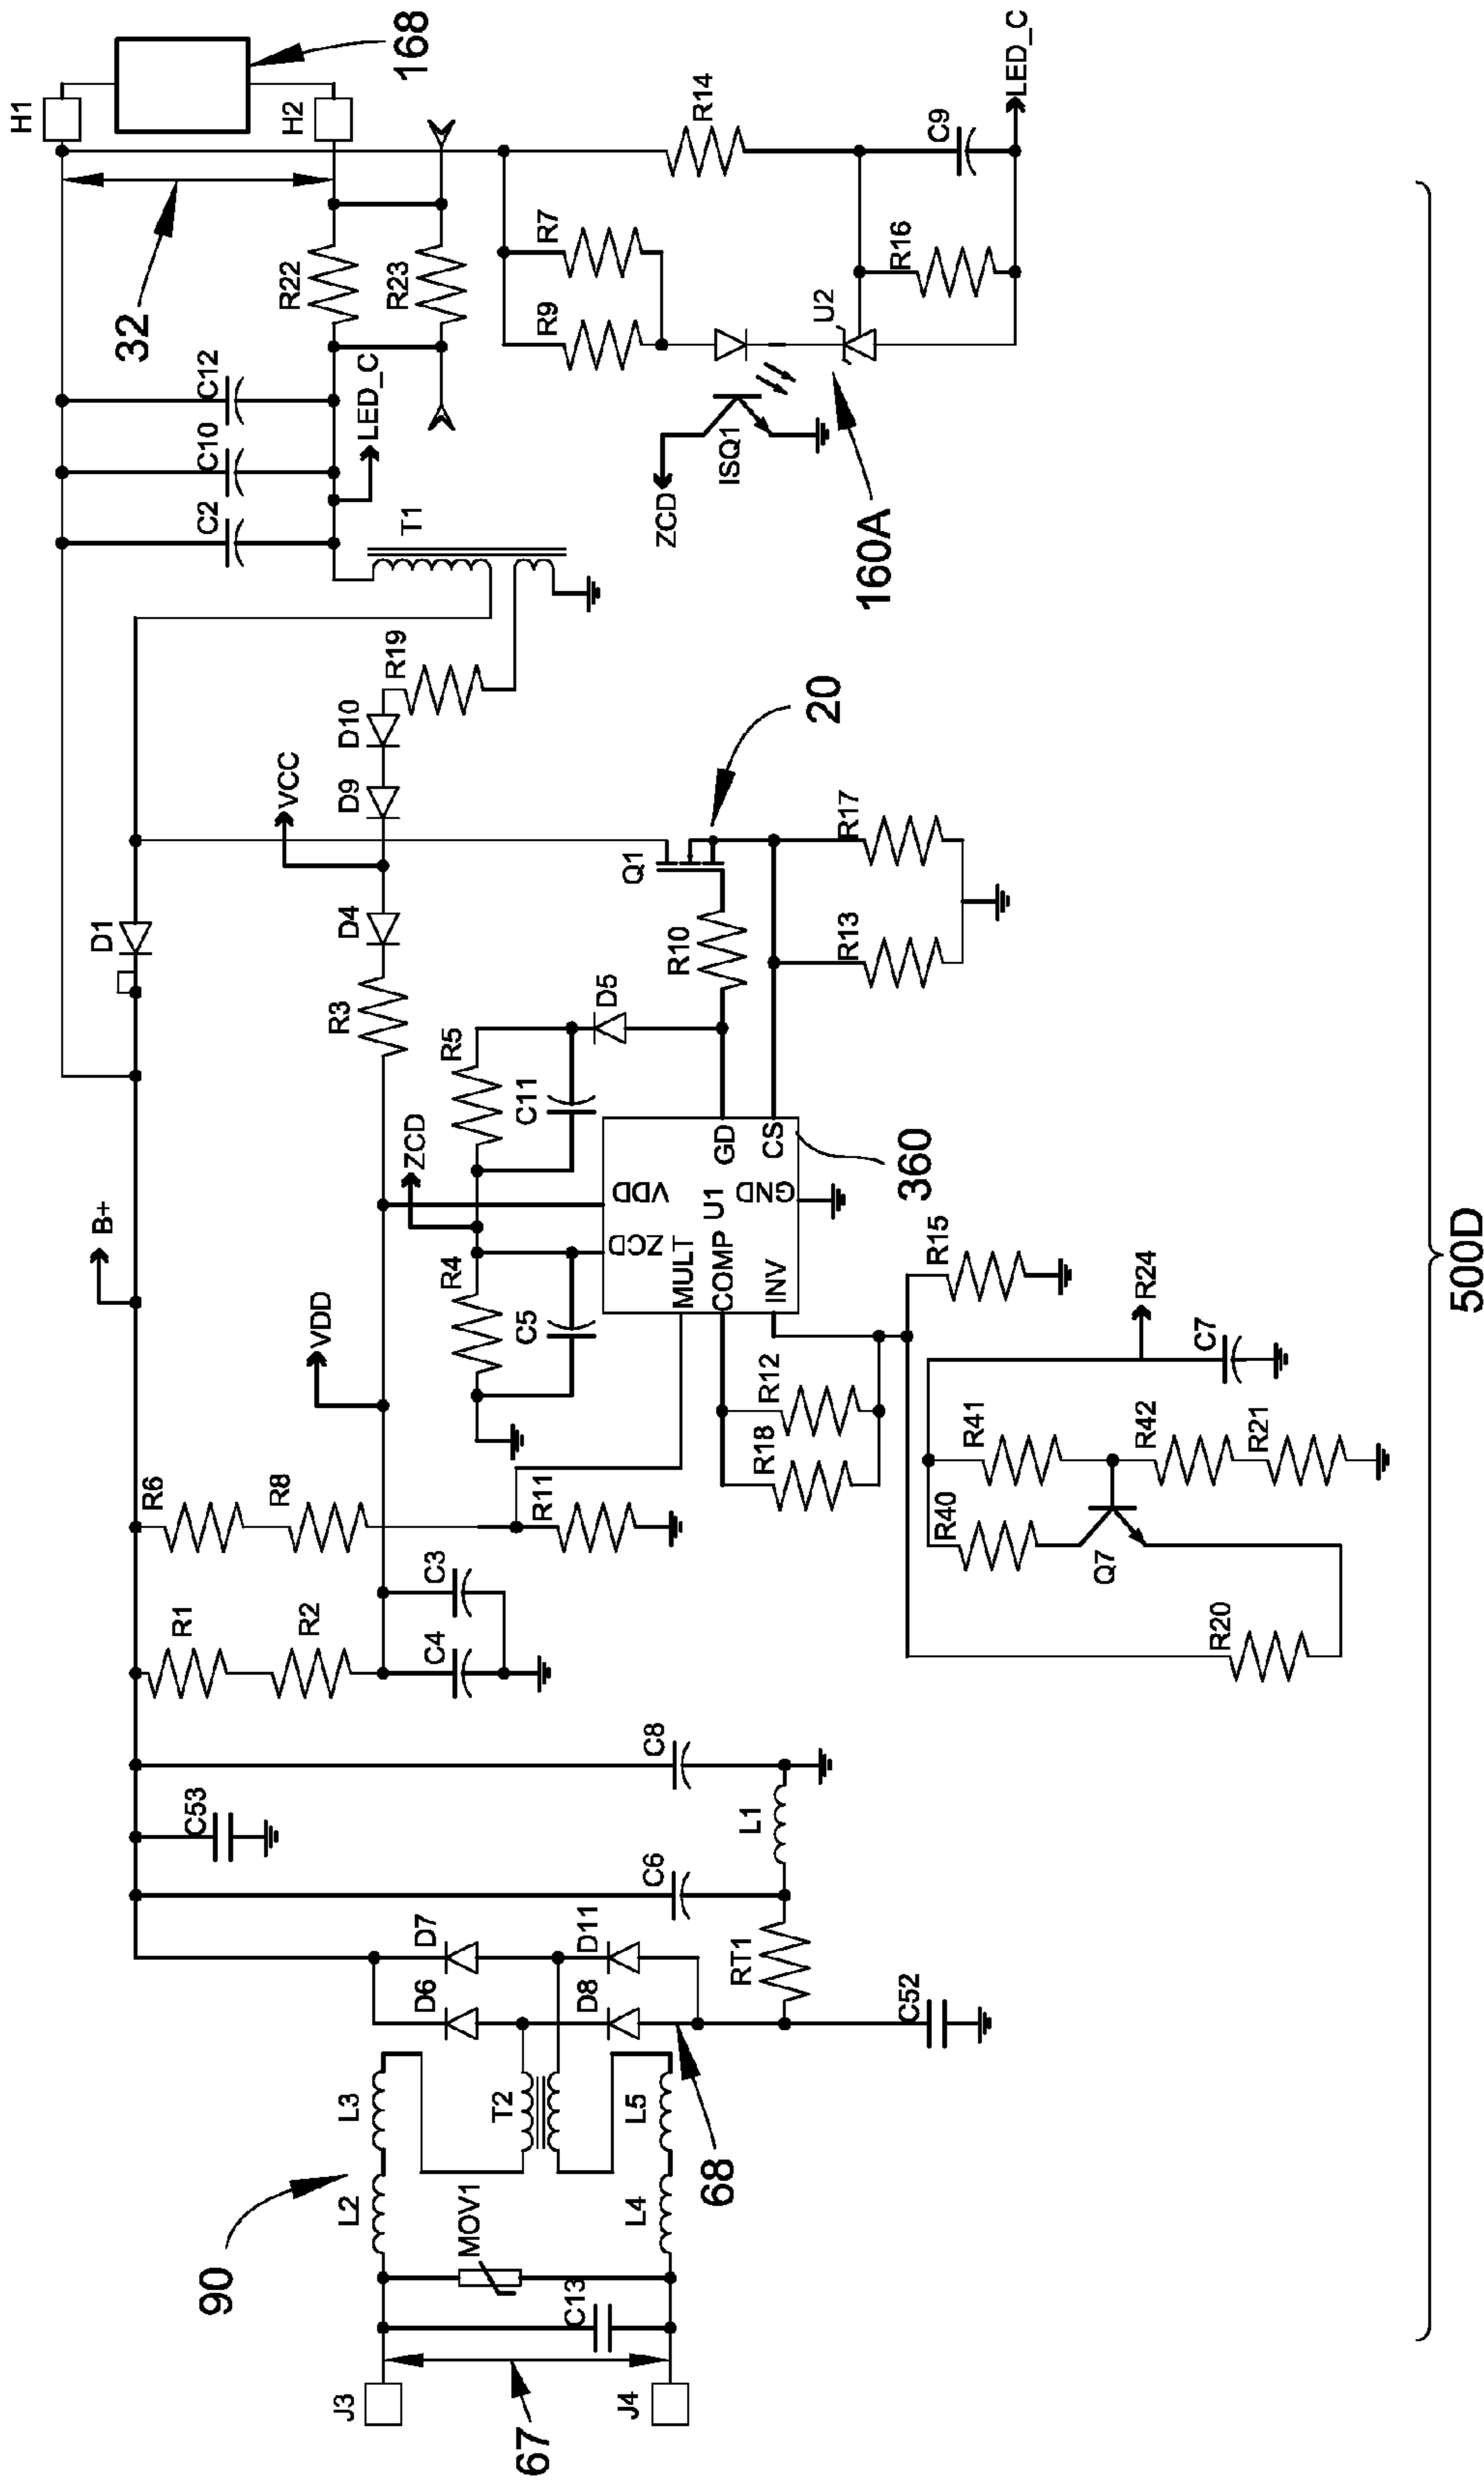 H1
168
H2
32
R22
R23
C12
C10
C2
LED_C
T1
R14
R7
R9
C9
LED_C
R16
U2
ISQ1
ZCD
160A
R19
D10
D9
VCC
D1
D4
R3
Q1
20
R10
R17
R13
D5
R5
C11
ZCD
B+
VDD
R4
C5
VDD
ZCD
MULT
COMP
INV
U1
GND
GD
CS
360
R6
R8
R11
R1
R2
C3
C4
R12
R18
R15
R24
C7
R41
R42
R21
R40
Q7
R20
C8
C53
C6
L1
RT1
C52
D7
D6
D11
D8
68
T2
L3
L2
L5
L4
90
MOV1
C13
J3
J4
67
500D